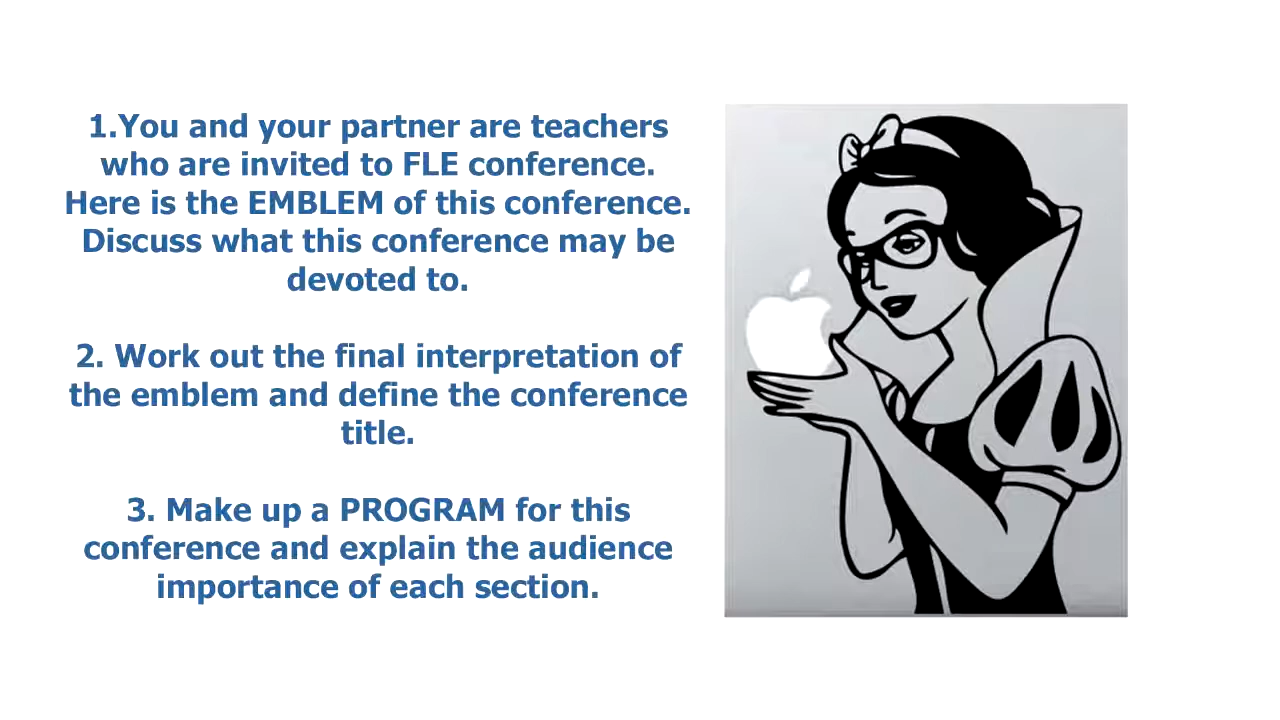 1.You and your partner are teachers
who are invited to FLE conference.
Here is the EMBLEM of this conference.
Discuss what this conference may be
devoted to.
2. Work out the final interpretation of
the emblem and define the conference
title.
3. Make up a PROGRAM for this
conference and explain the audience
importance of each section.